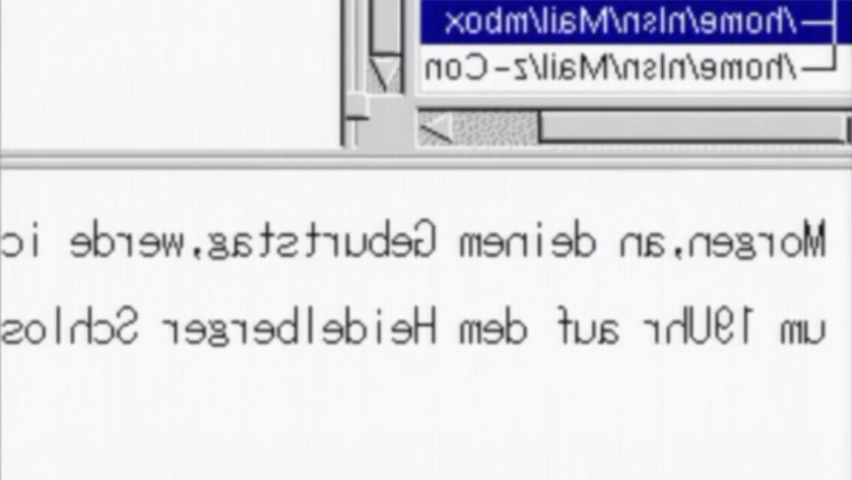 /home/nlsn/Mail/mbox
/home/nlsn/Mail/z-Con
Morgen,an deinem Geburtstag,werde ic
um 19Uhr auf dem Heidelberger Schlos